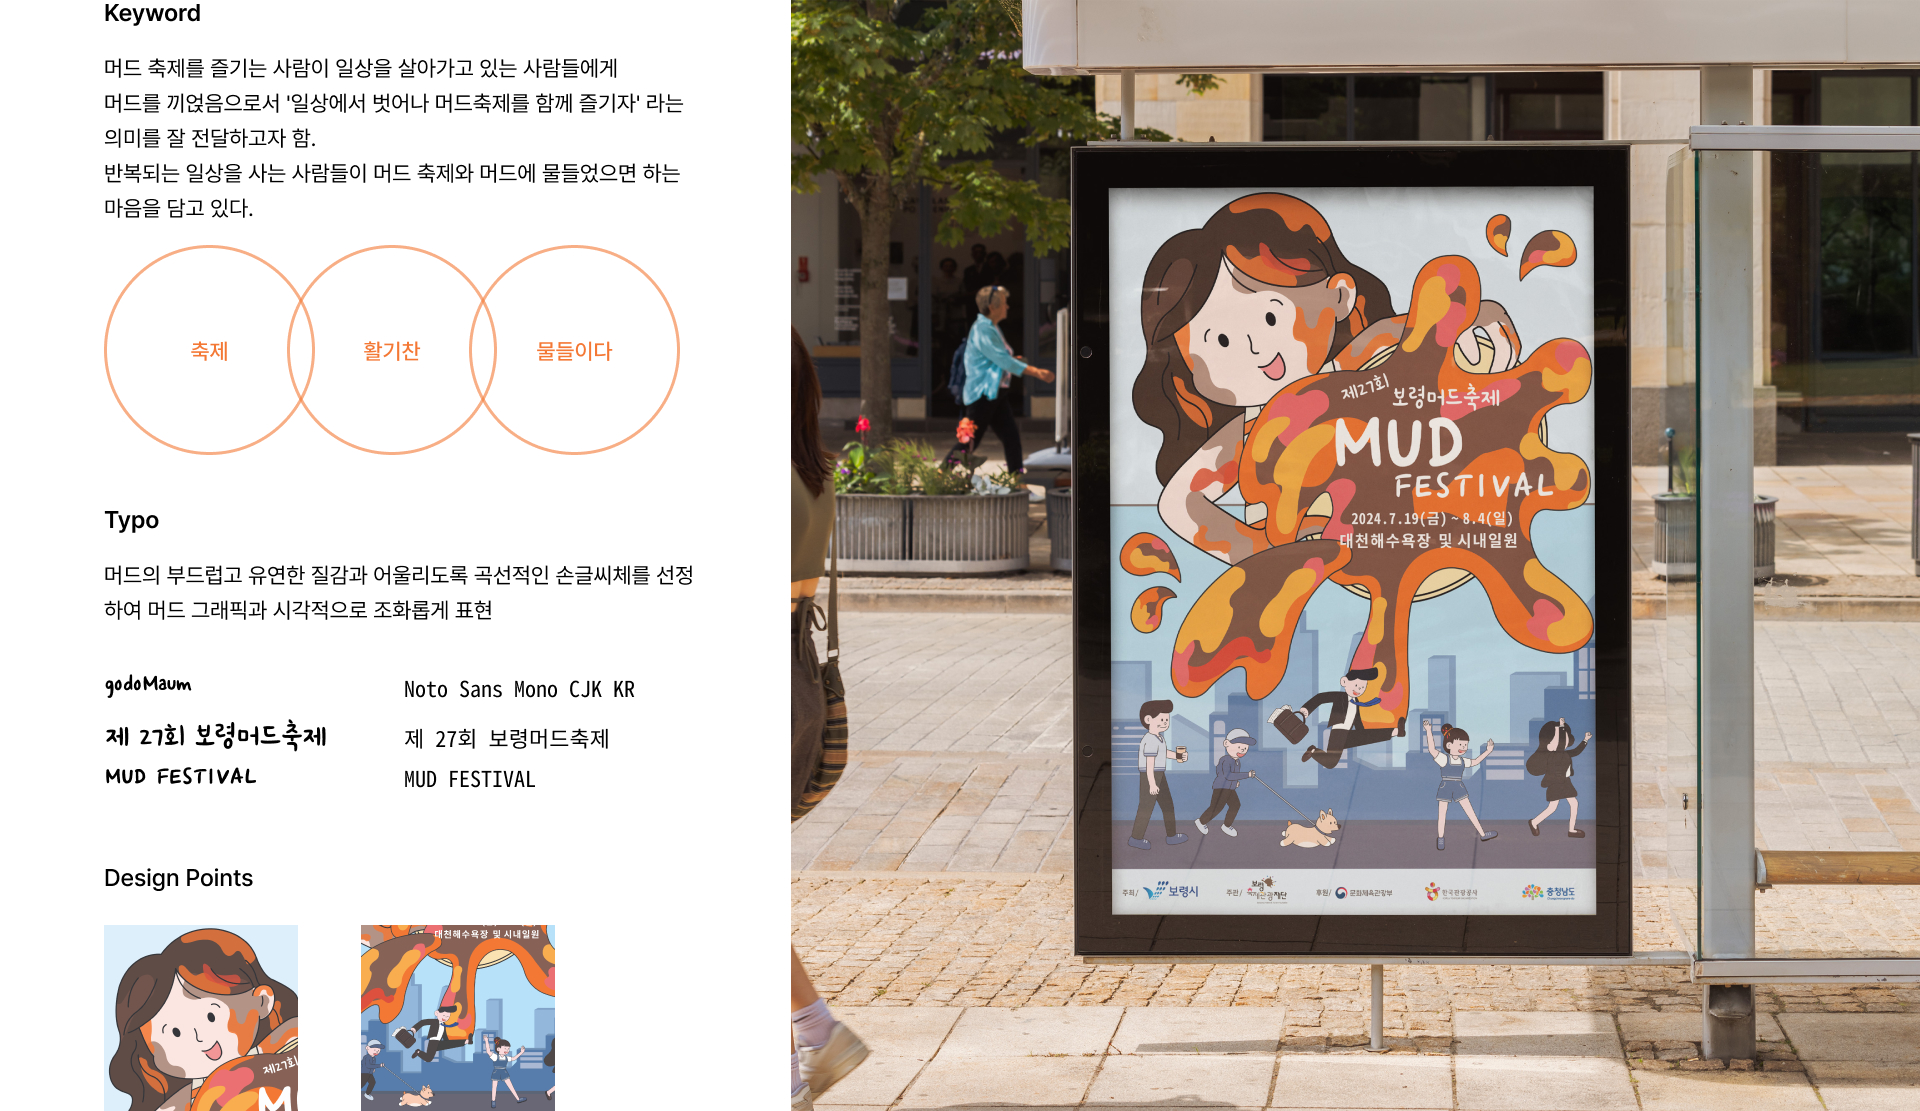 Keyword
머드 축제를 즐기는 사람이 일상을 살아가고 있는 사람들에게
머드를 끼얹음으로서 '일상에서 벗어나 머드축제를 함께 즐기자' 라는
의미를 잘 전달하고자 함.
반복되는 일상을 사는 사람들이 머드 축제와 머드에 물들었으면 하는
마음을 담고 있다.
축제
활기찬
물들이다
Typo
머드의 부드럽고 유연한 질감과 어울리도록 곡선적인 손글씨체를 선정
하여 머드 그래픽과 시각적으로 조화롭게 표현
godoMaum
제 27회 보령머드축제
MUD FESTIVAL
Noto Sans Mono CJK KR
제 27회 보령머드축제
MUD FESTIVAL
Design Points
제27회
M
대천해수욕장 및 시내일원
제27회 보령머드축제
MUD
FESTIVAL
2024.7.19(금) ~ 8.4(일)
대천해수욕장 및 시내일원
주최/ 보령시
주관/
후원/ 문화체육관광부
한국관광공사
충청남도